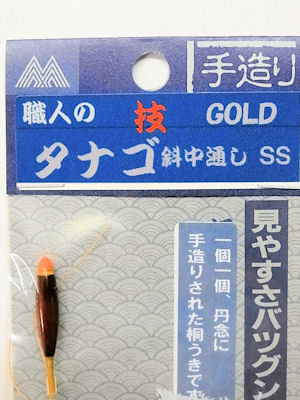 手造り
職人の 技 GOLD
タナゴ 斜中通し SS
見やすさバツグン
一個一個、丹念に
手造りされた桐うきです